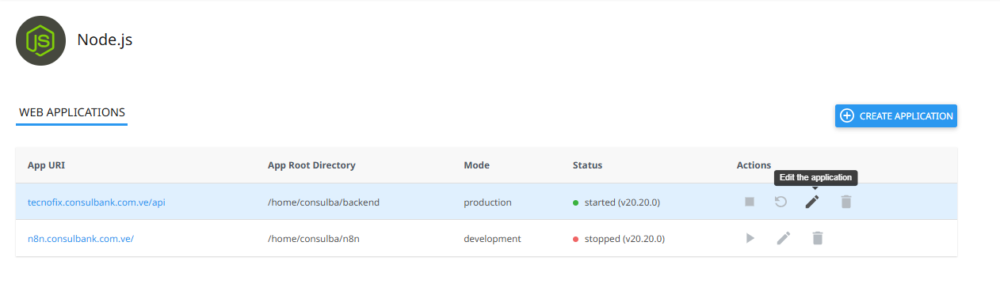 JS
Node.js
WEB APPLICATIONS
CREATE APPLICATION
App URI App Root Directory Mode Status Actions
Edit the application
tecnofix.consulbank.com.ve/api /home/consulba/backend production started (v20.20.0)
n8n.consulbank.com.ve/ /home/consulba/n8n development stopped (v20.20.0)